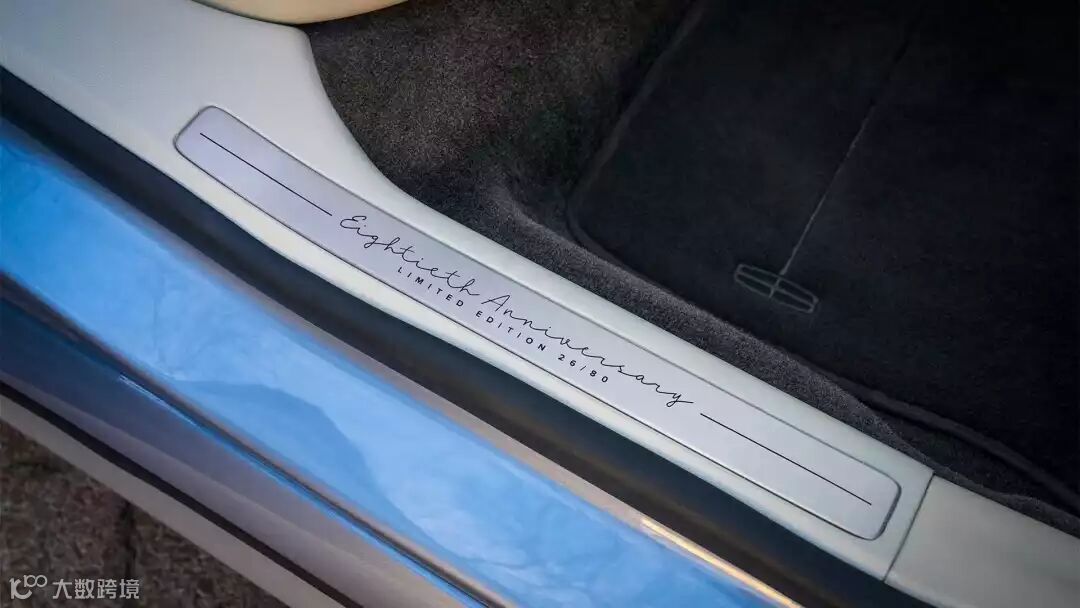 Eightieth Anniversary
LIMITED EDITION 26/80
大数跨境